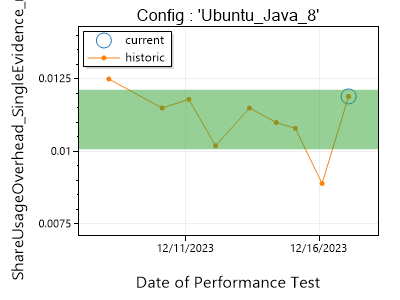 Config : 'Ubuntu_Java_8'
current
historic
ShareUsageOverhead_SingleEvidence_
0.0125
0.01
0.0075
12/11/2023
12/16/2023
Date of Performance Test